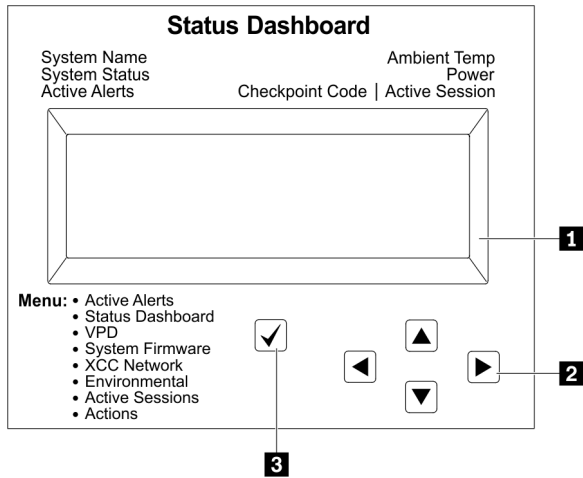 Status Dashboard
System Name
System Status
Active Alerts
Ambient Temp
Power
Checkpoint Code | Active Session
1
Menu: • Active Alerts
• Status Dashboard
• VPD
• System Firmware
• XCC Network
• Environmental
• Active Sessions
• Actions
2
3